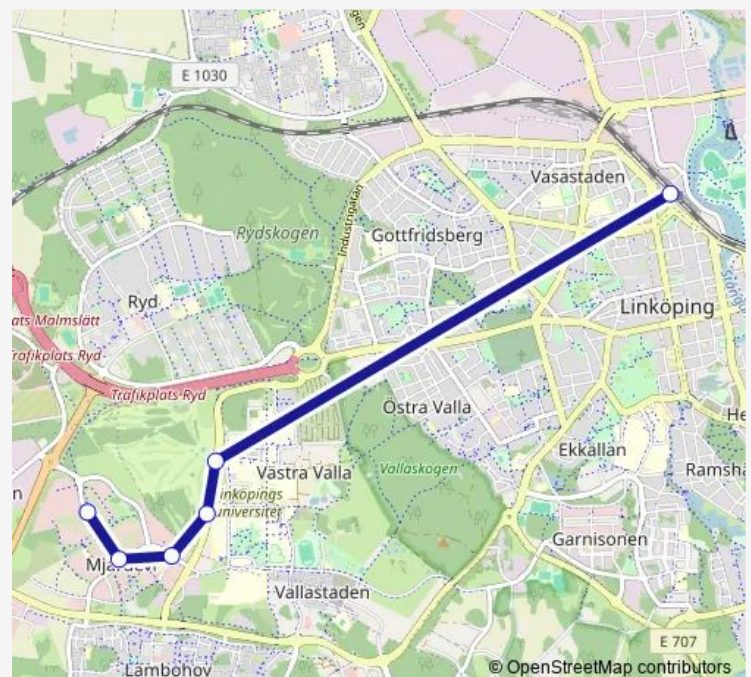 E 1030
Vasastaden
Rydskogen
Industrigatan
Gottfridsberg
Ryd
Linköping
ats Malmslätt
Trafikplats Ryd
Trafikplats Ryd
Östra Valla
Ekkällan
Västra Valla
Vallaskogen
Ramshä
inköpings
universitet
Garnisonen
Vallastaden
E 707
Lambohov
© OpenStreetMap contributors